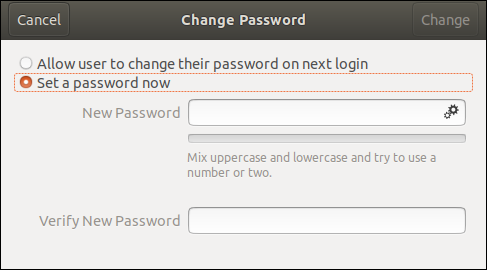 Cancel Change Password Change
Allow user to change their password on next login
Set a password now
New Password
Mix uppercase and lowercase and try to use a
number or two.
Verify New Password